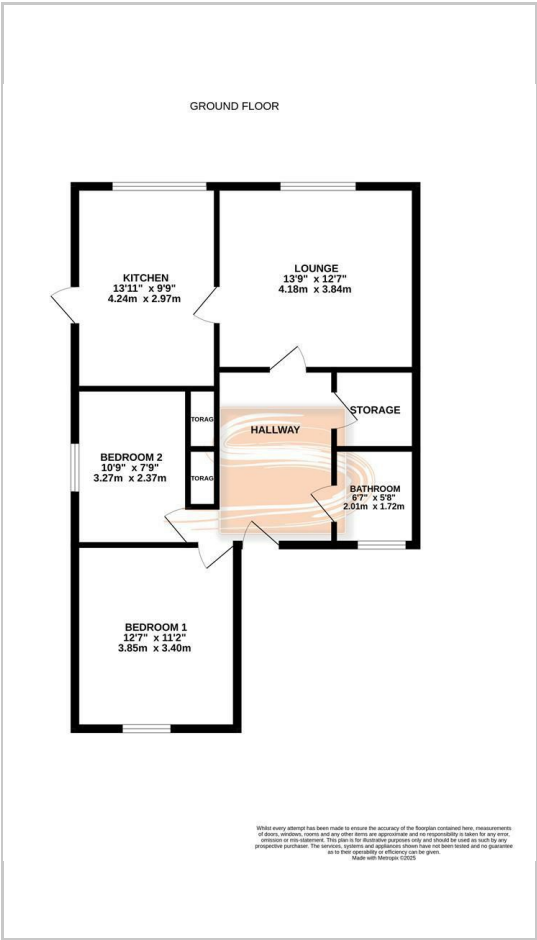 GROUND FLOOR
KITCHEN
13'11" x 9'9"
4.24m x 2.97m
LOUNGE
13'9" x 12'7"
4.18m x 3.84m
TORAG
STORAGE
HALLWAY
BEDROOM 2
10'9" x 7'9"
3.27m x 2.37m
TORAG
BATHROOM
6'7" x 5'8"
2.01m x 1.72m
BEDROOM 1
12'7" x 11'2"
3.85m x 3.40m
Whilst every attempt has been made to ensure the accuracy of the floorplan contained here, measurements
of doors, windows, rooms and any other items are approximate and no responsibility is taken for any error,
omission or mis-statement. This plan is for illustrative purposes only and should be used as such by any
prospective purchaser. The services, systems and appliances shown have not been tested and no guarantee
as to their operability or efficiency can be given.
Made with Metropix ©2025